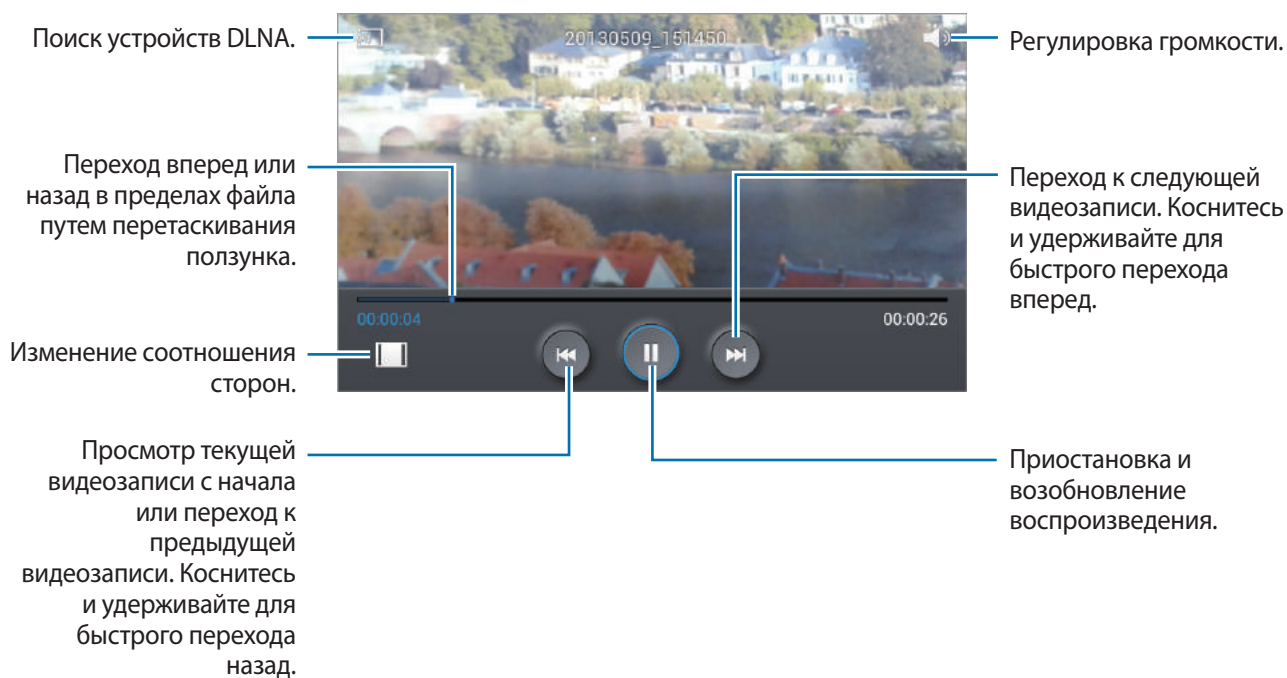 Поиск устройств DLNA.
20130509_151450
Регулировка громкости.
Переход вперед или
назад в пределах файла
путем перетаскивания
ползунка.
Переход к следующей
видеозаписи. Коснитесь
и удерживайте для
быстрого перехода
вперед.
00:00:04
00:00:26
Изменение соотношения
сторон.
Просмотр текущей
видеозаписи с начала
или переход к
предыдущей
видеозаписи. Коснитесь
и удерживайте для
быстрого перехода
назад.
Приостановка и
возобновление
воспроизведения.